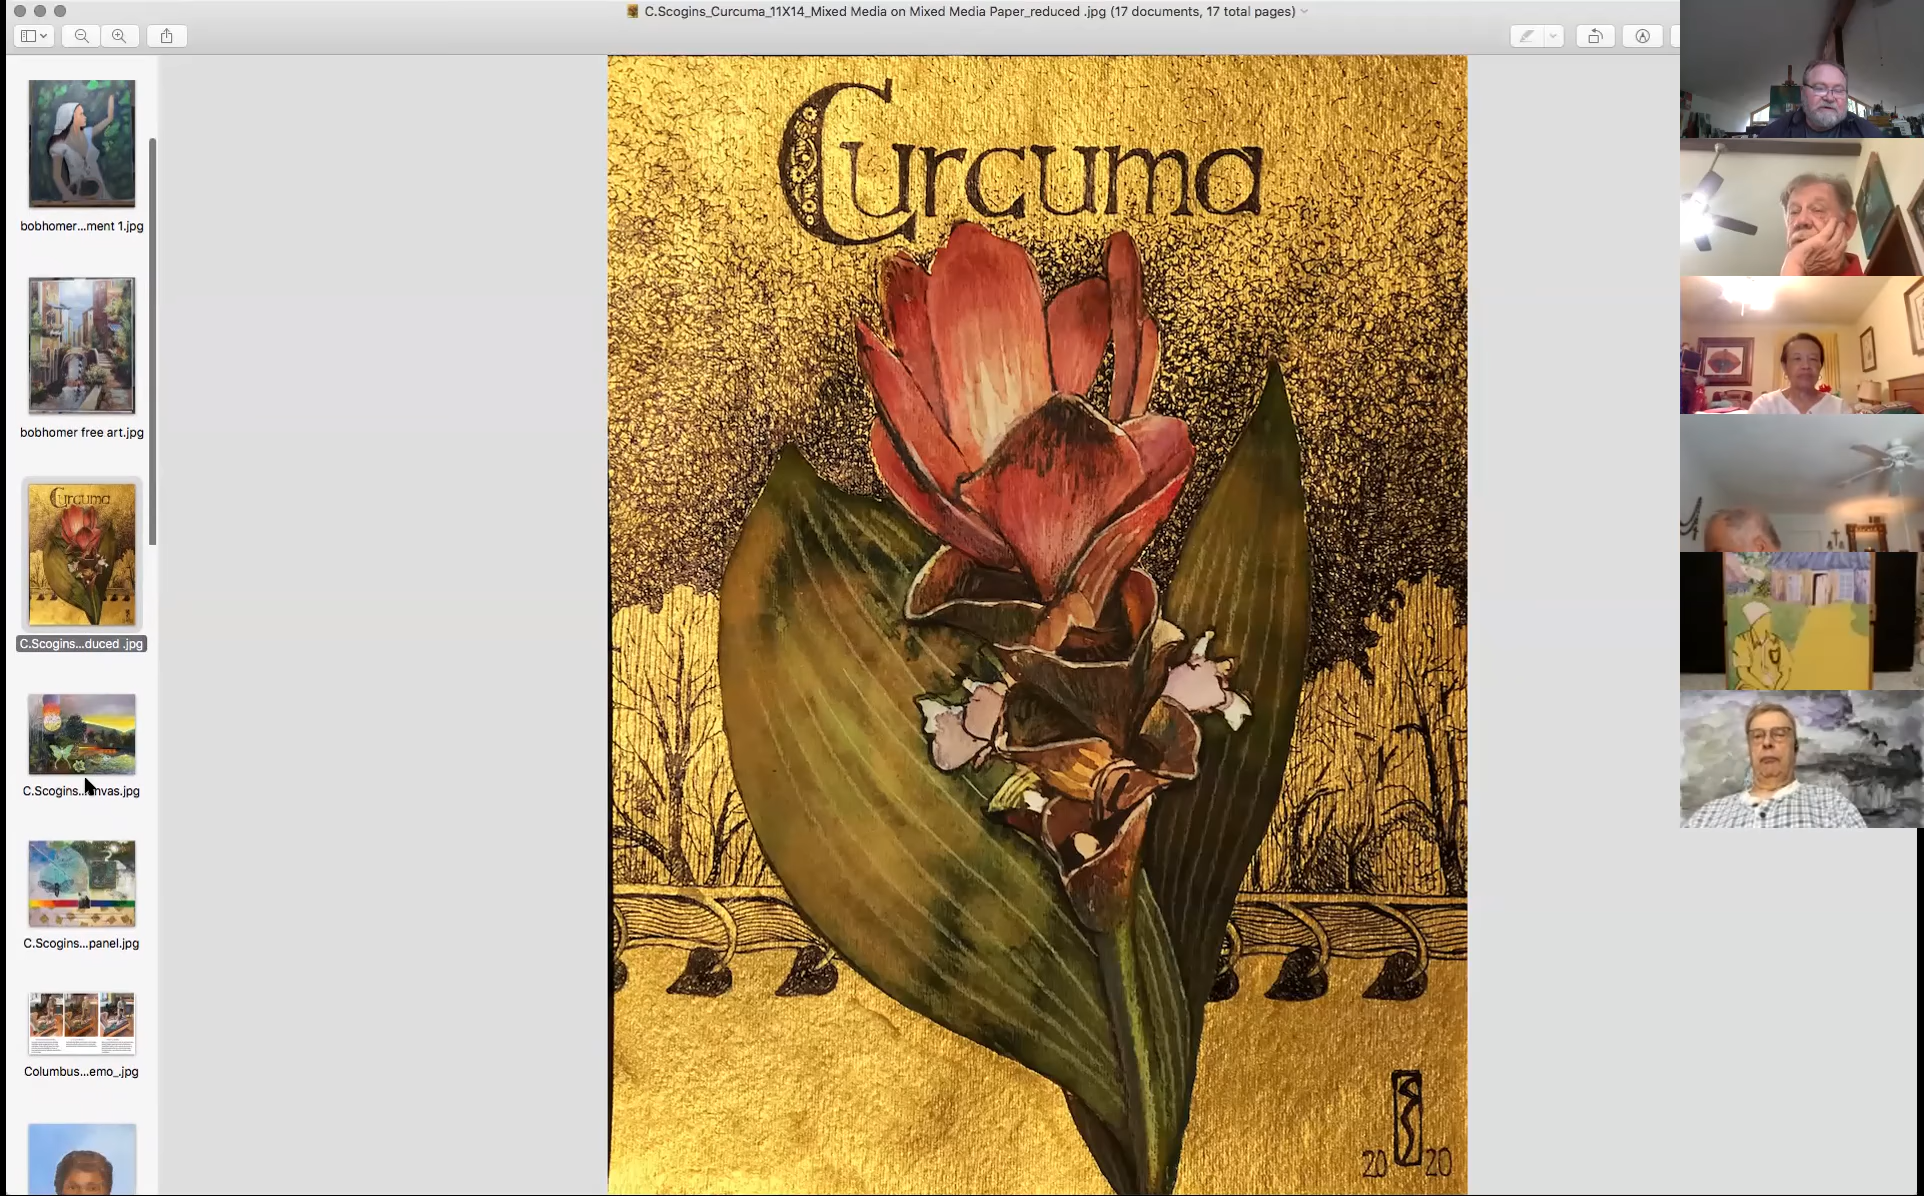 C.Scogins_Curcuma_11X14_Mixed Media on Mixed Media Paper_reduced .jpg (17 documents, 17 total pages)
bobhomer...ment 1.jpg
bobhomer free art.jpg
C.Scogins...duced .jpg
C.Scogins...nvas.jpg
C.Scogins...panel.jpg
Columbus...emo_.jpg
Curcuma
20 20